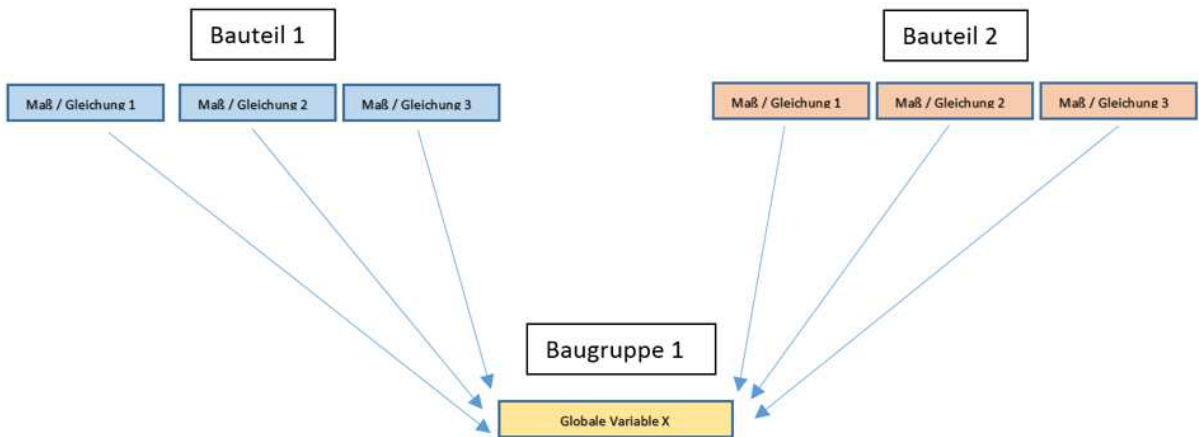 Bauteil 1
Bauteil 2
Maß / Gleichung 1
Maß / Gleichung 2
Maß / Gleichung 3
Maß / Gleichung 1
Maß / Gleichung 2
Maß / Gleichung 3
Baugruppe 1
Globale Variable X